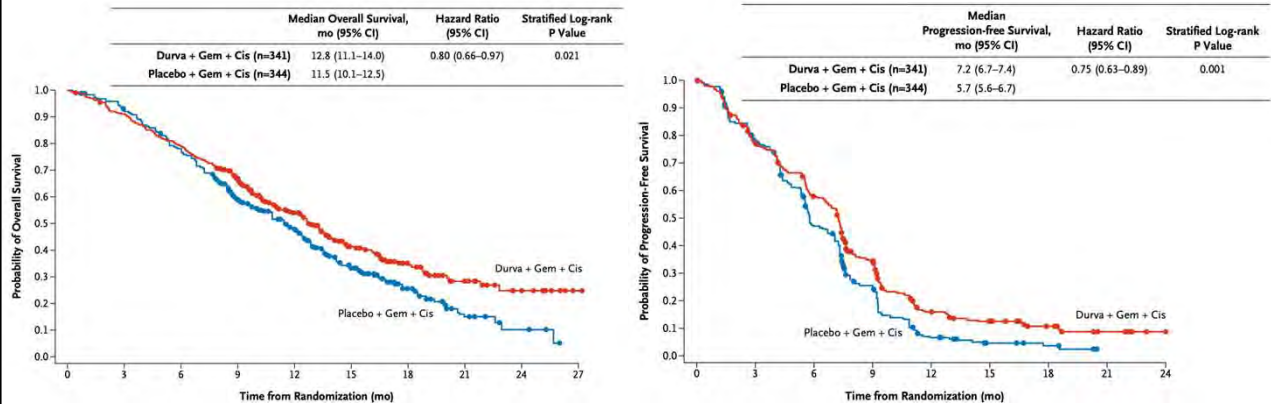 Median Overall Survival, mo (95% CI)
Hazard Ratio (95% CI)
Stratified Log-rank P Value
Durva + Gem + Cis (n=341) 12.8 (11.1–14.0) 0.80 (0.66–0.97) 0.021
Placebo + Gem + Cis (n=344) 11.5 (10.1–12.5)
Probability of Overall Survival
1.0
0.9
0.8
0.7
0.6
0.5
0.4
0.3
0.2
0.1
0.0
Durva + Gem + Cis
Placebo + Gem + Cis
0 3 6 9 12 15 18 21 24 27
Time from Randomization (mo)
Median Progression-free Survival, mo (95% CI)
Hazard Ratio (95% CI)
Stratified Log-rank P Value
Durva + Gem + Cis (n=341) 7.2 (6.7–7.4) 0.75 (0.63–0.89) 0.001
Placebo + Gem + Cis (n=344) 5.7 (5.6–6.7)
Probability of Progression-Free Survival
1.0
0.9
0.8
0.7
0.6
0.5
0.4
0.3
0.2
0.1
0.0
Durva + Gem + Cis
Placebo + Gem + Cis
0 3 6 9 12 15 18 21 24
Time from Randomization (mo)